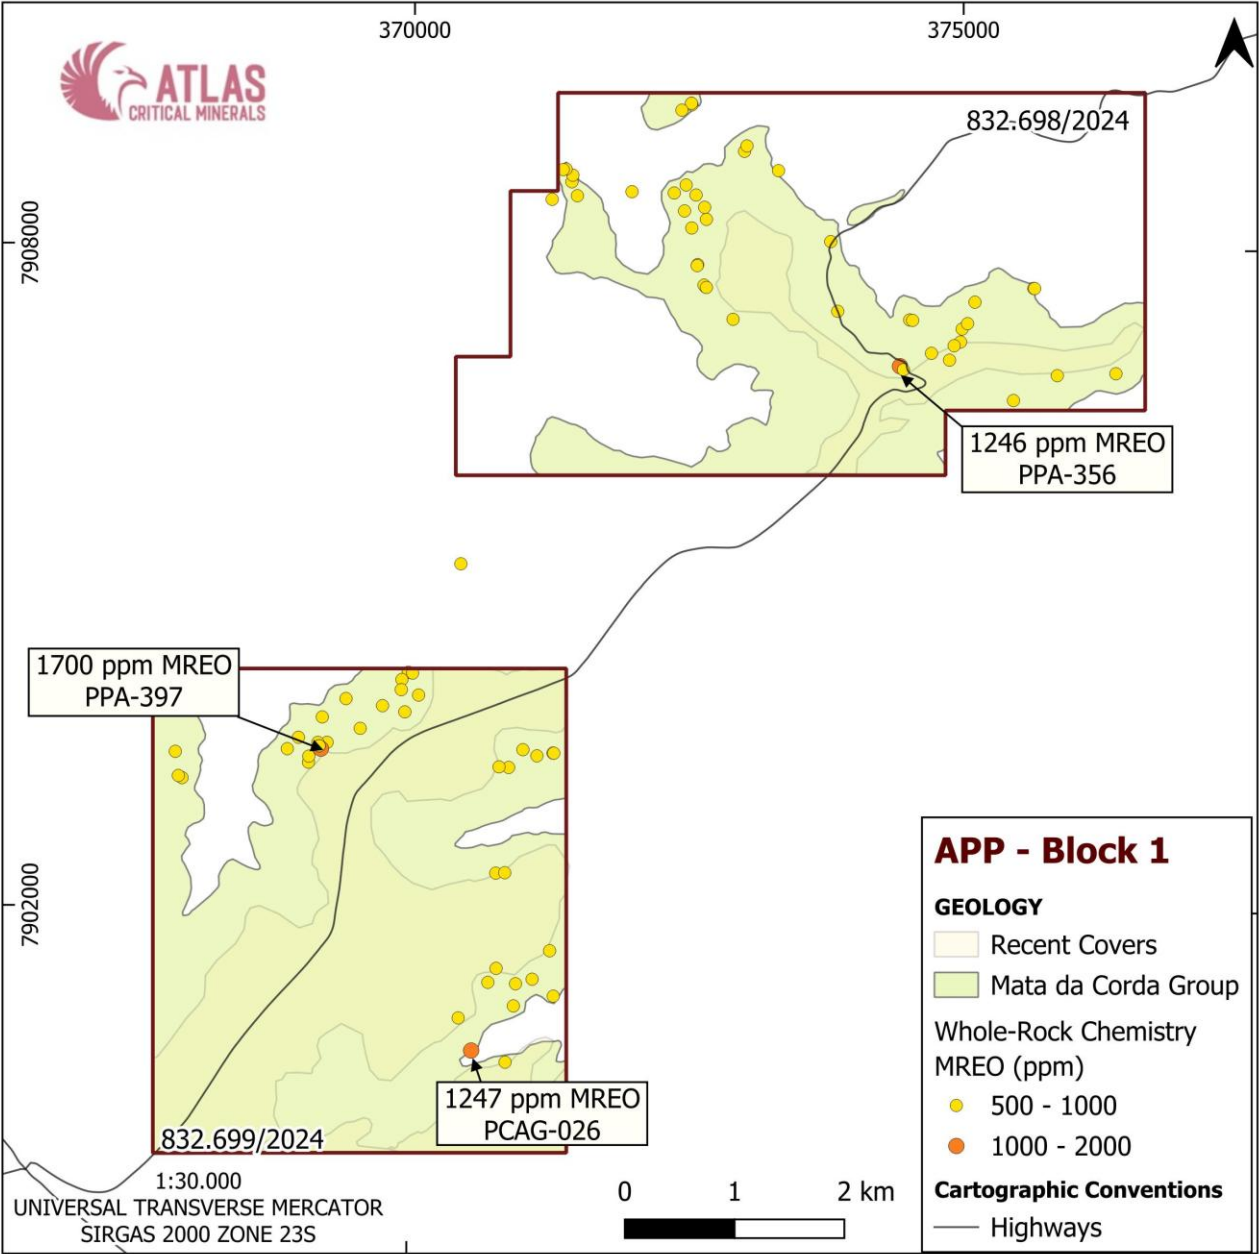 370000
375000
ATLAS
CRITICAL MINERALS
832.698/2024
7908000
1246 ppm MREO
PPA-356
1700 ppm MREO
PPA-397
7902000
1247 ppm MREO
PCAG-026
832.699/2024
1:30.000
UNIVERSAL TRANSVERSE MERCATOR
SIRGAS 2000 ZONE 23S
0 1 2 km
APP - Block 1
GEOLOGY
Recent Covers
Mata da Corda Group
Whole-Rock Chemistry
MREO (ppm)
500 - 1000
1000 - 2000
Cartographic Conventions
Highways